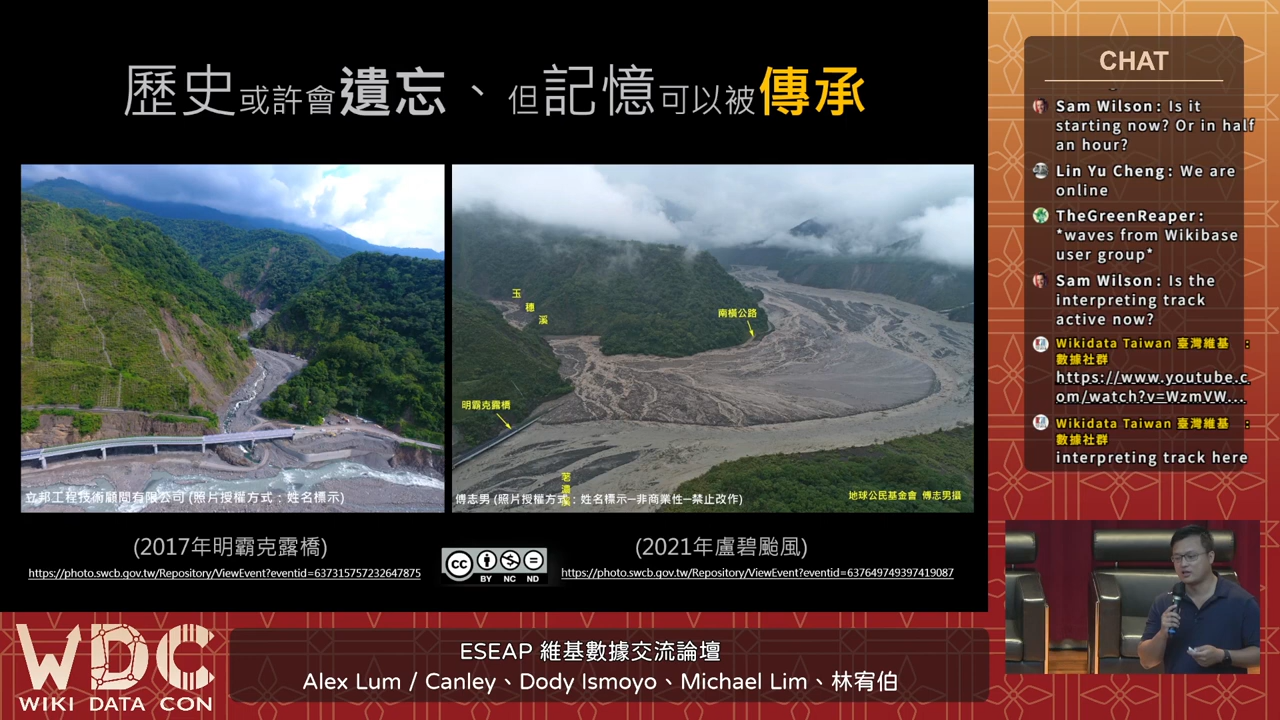 歷史或許會遺忘、但記憶可以被傳承
立邦工程技術顧問有限公司 (照片授權方式：姓名標示)
玉穗溪
南橫公路
明霸克露橋
荖濃溪
傅志男 (照片授權方式：姓名標示─非商業性─禁止改作)
地球公民基金會 傅志男攝
(2017年明霸克露橋)
(2021年盧碧颱風)
https://photo.swcb.gov.tw/Repository/ViewEvent?eventid=637315757232647875
cc BY NC ND
https://photo.swcb.gov.tw/Repository/ViewEvent?eventid=637649749397419087
CHAT
Sam Wilson: Is it
starting now? Or in half
an hour?
Lin Yu Cheng: We are
online
TheGreenReaper:
*waves from Wikibase
user group*
Sam Wilson: Is the
interpreting track
active now?
Wikidata Taiwan 臺灣維基
數據社群:
https://www.youtube.c
om/watch?v=WzmVW...
Wikidata Taiwan 臺灣維基
數據社群:
interpreting track here
WDC
WIKI DATA CON
ESEAP 維基數據交流論壇
Alex Lum / Canley、Dody Ismoyo、Michael Lim、林宥伯